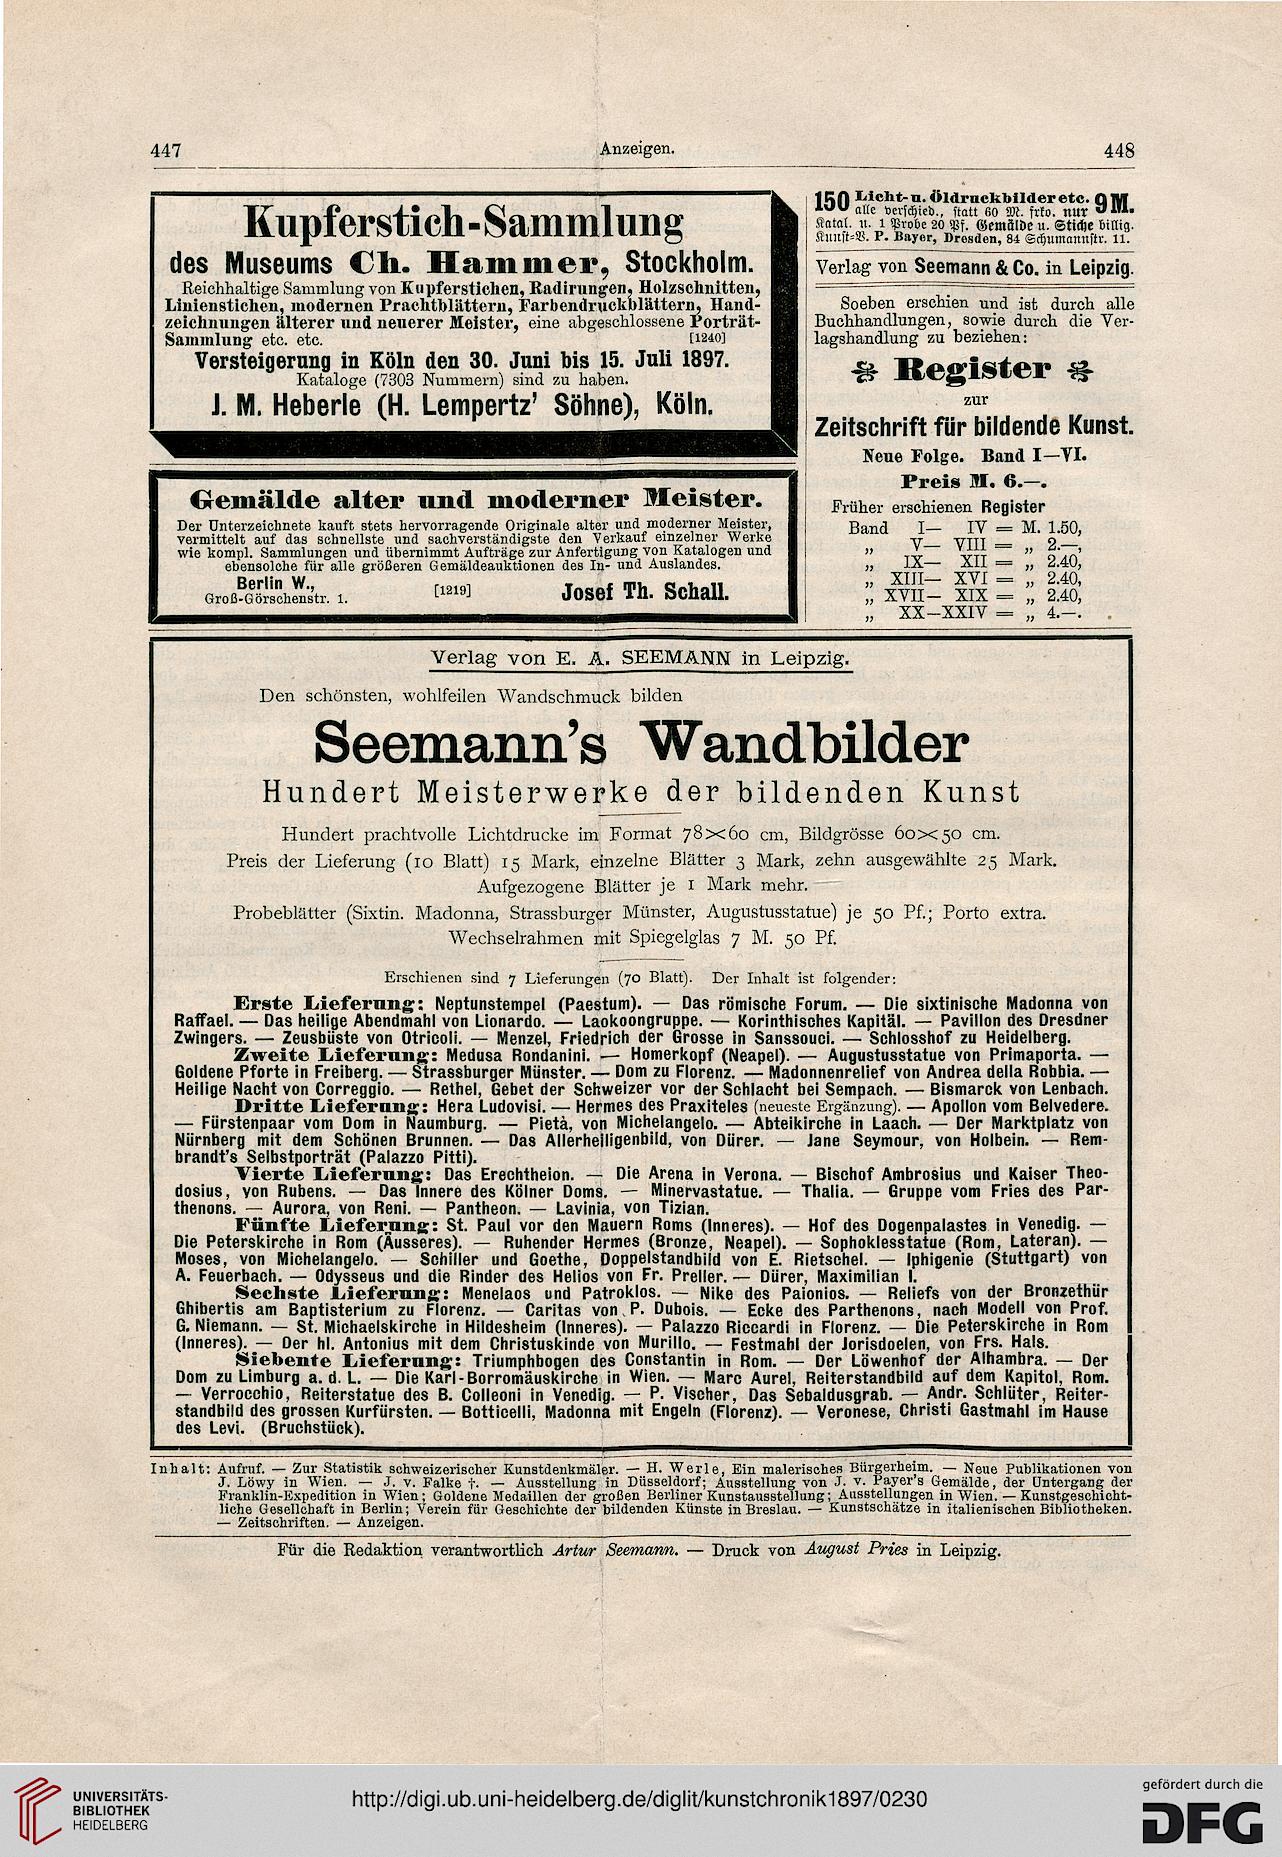 447
Anzeigen.
448
Kupferstich-Sammlung
des Museums Ch. Hammer, Stockholm.
Reichhaltige Sammlung von Kupferstichen, Radirungen, Holzschnitten,
Linienstichen, modernen Prachtblättern, Farbendruckblättern, Hand-
zeichnungen älterer und neuerer Meister, eine abgeschlossene Porträt-
Sammlung etc. etc. [1240]
Versteigerung in Köln den 30. Juni bis 15. Juli 1897.
Kataloge (7303 Nummern) sind zu haben.
J. M. Heberle (H. Lempertz' Söhne), Köln.
Gemälde alter und moderner Meister.
Der Unterzeichnete kauft stets hervorragende Originale alter und moderner Meister,
vermittelt auf das schnellste und sachverständigste den Verkauf einzelner Werke
wie kompl. Sammlungen und übernimmt Aufträge zur Anfertigung von Katalogen und
ebensolche für alle größeren Gemäldeauktionen des In- und Auslandes.
Berlin W.,
Groß-Görschenstr. 1.
[1219]
Josef Th. Schall.
150 Licht- u. Öldruckbilder etc. 9 M.
alle verschied., statt 60 M. frko. nur
Katal. u. 1 Probe 20 Pf. Gemälde u. Stiche billig.
Kunst-V. P. Bayer, Dresden, 84 Schumannstr. 11.
Verlag von Seemann & Co. in Leipzig.
Soeben erschien und ist durch alle
Buchhandlungen, sowie durch die Ver-
lagshandlung zu beziehen:
Register
zur
Zeitschrift für bildende Kunst.
Neue Folge. Band I—VI.
Preis M. 6.—.
Früher erschienen Register
Band I— IV = M. 1.50,
„ V— VIII = „ 2.—,
„ IX— XII = „ 2.40,
„ XIII— XVI = „ 2.40,
„ XVII— XIX = „ 2.40,
„ XX—XXIV = „ 4.—.
Verlag von E. A. SEEMANN in Leipzig.
Den schönsten, wohlfeilen Wandschmuck bilden
Seemann's Wandbilder
Hundert Meisterwerke der bildenden Kunst
Hundert prachtvolle Lichtdrucke im Format 78×60 cm, Bildgrösse 60×50 cm.
Preis der Lieferung (10 Blatt) 15 Mark, einzelne Blätter 3 Mark, zehn ausgewählte 25 Mark.
Aufgezogene Blätter je 1 Mark mehr.
Probeblätter (Sixtin. Madonna, Strassburger Münster, Augustusstatue) je 50 Pf.; Porto extra.
Wechselrahmen mit Spiegelglas 7 M. 50 Pf.
Erschienen sind 7 Lieferungen (70 Blatt). Der Inhalt ist folgender:
Erste Lieferung: Neptunstempel (Paestum). — Das römische Forum. — Die sixtinische Madonna von
Raffael. — Das heilige Abendmahl von Lionardo. — Laokoongruppe. — Korinthisches Kapitäl. — Pavillon des Dresdner
Zwingers. — Zeusbüste von Otricoli. — Menzel, Friedrich der Grosse in Sanssouci. — Schlosshof zu Heidelberg.
Zweite Lieferung: Medusa Rondanini. — Homerkopf (Neapel). — Augustusstatue von Primaporta. —
Goldene Pforte in Freiberg. — Strassburger Münster. — Dom zu Florenz. — Madonnenrelief von Andrea della Robbia. —
Heilige Nacht von Correggio. — Rethel, Gebet der Schweizer vor der Schlacht bei Sempach. — Bismarck von Lenbach.
Dritte Lieferung: Hera Ludovisi. — Hermes des Praxiteles (neueste Ergänzung). — Apollon vom Belvedere.
— Fürstenpaar vom Dom in Naumburg. — Pietà, von Michelangelo. — Abteikirche in Laach. — Der Marktplatz von
Nürnberg mit dem Schönen Brunnen. — Das Allerheiligenbild, von Dürer. — Jane Seymour, von Holbein. — Rem-
brandt's Selbstporträt (Palazzo Pitti).
Vierte Lieferung: Das Erechtheion. — Die Arena in Verona. — Bischof Ambrosius und Kaiser Theo-
dosius, von Rubens. — Das Innere des Kölner Doms. — Minervastatue. — Thalia. — Gruppe vom Fries des Par-
thenons. — Aurora, von Reni. — Pantheon. — Lavinia, von Tizian.
Fünfte Lieferung: St. Paul vor den Mauern Roms (Inneres). — Hof des Dogenpalastes in Venedig. —
Die Peterskirche in Rom (Äusseres). — Ruhender Hermes (Bronze, Neapel). — Sophoklesstatue (Rom, Lateran). —
Moses, von Michelangelo. — Schiller und Goethe, Doppelstandbild von E. Rietschel. — Iphigenie (Stuttgart) von
A. Feuerbach. — Odysseus und die Rinder des Helios von Fr. Preller. — Dürer, Maximilian I.
Sechste Lieferung: Menelaos und Patroklos. — Nike des Paionios. — Reliefs von der Bronzethür
Ghibertis am Baptisterium zu Florenz. — Caritas von P. Dubois. — Ecke des Parthenons, nach Modell von Prof.
G. Niemann. — St. Michaelskirche in Hildesheim (Inneres). — Palazzo Riccardi in Florenz. — Die Peterskirche in Rom
(Inneres). — Der hl. Antonius mit dem Christuskinde von Murillo. — Festmahl der Jorisdoelen, von Frs. Hals.
Siebente Lieferung: Triumphbogen des Constantin in Rom. — Der Löwenhof der Alhambra. — Der
Dom zu Limburg a. d. L. — Die Karl-Borromäuskirche in Wien. — Marc Aurel, Reiterstandbild auf dem Kapitol, Rom.
— Verrocchio, Reiterstatue des B. Colleoni in Venedig. — P. Vischer, Das Sebaldusgrab. — Andr. Schlüter, Reiter-
standbild des grossen Kurfürsten. — Botticelli, Madonna mit Engeln (Florenz). — Veronese, Christi Gastmahl im Hause
des Levi. (Bruchstück).
Inhalt: Aufruf. — Zur Statistik schweizerischer Kunstdenkmäler. — H. Werle, Ein malerisches Bürgerheim. — Neue Publikationen von
J. Löwy in Wien. — J. v. Falke †. — Ausstellung in Düsseldorf; Ausstellung von J. v. Payer's Gemälde, der Untergang der
Franklin-Expedition in Wien; Goldene Medaillen der großen Berliner Kunstausstellung; Ausstellungen in Wien. — Kunstgeschicht-
liche Gesellchaft in Berlin; Verein für Geschichte der bildenden Künste in Breslau. — Kunstschätze in italienischen Bibliotheken.
— Zeitschriften. — Anzeigen.
Für die Redaktion verantwortlich Artur Seemann. — Druck von August Pries in Leipzig.
UNIVERSITÄTS-
BIBLIOTHEK
HEIDELBERG
http://digi.ub.uni-heidelberg.de/diglit/kunstchronik1897/0230
gefördert durch die
DFG